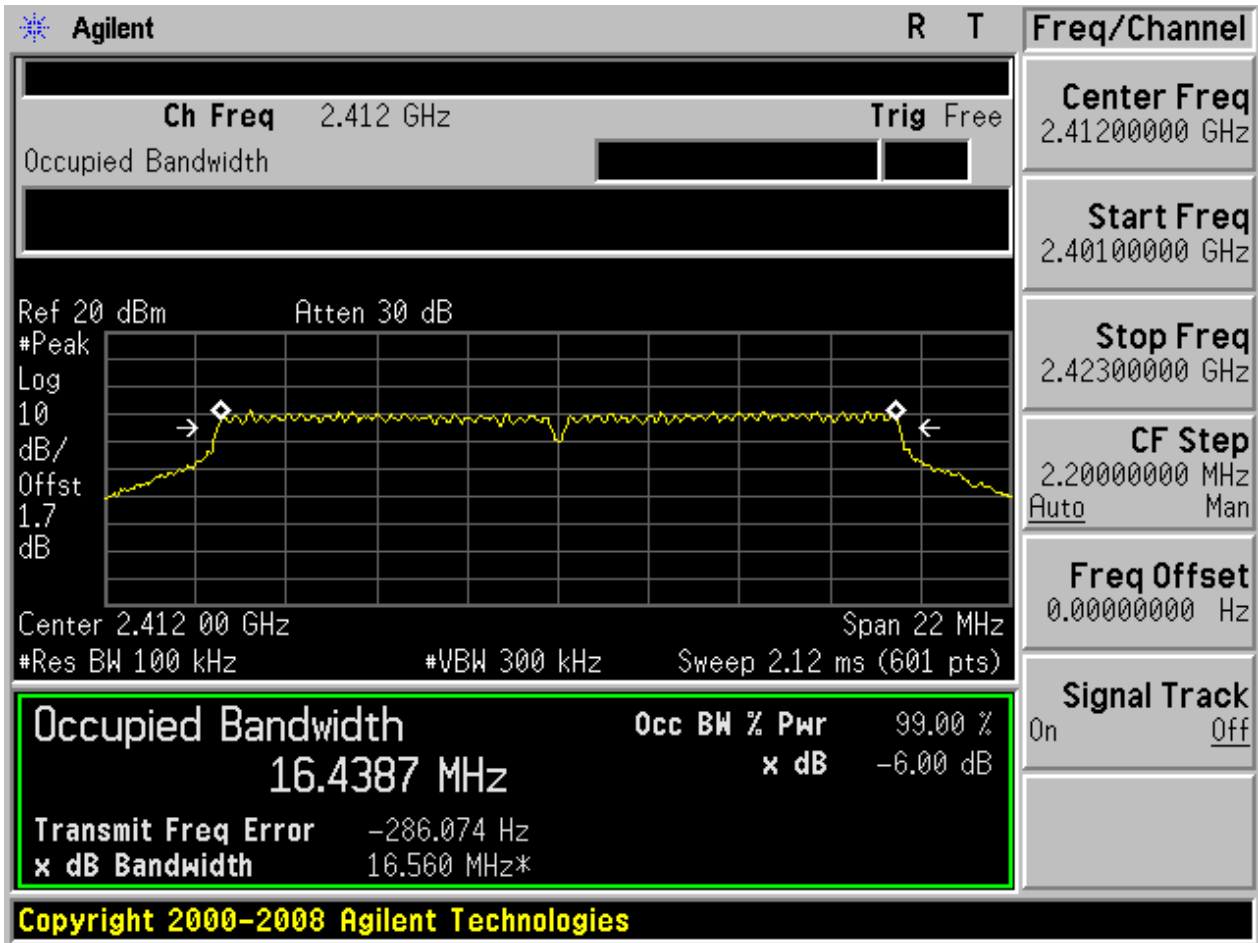 Agilent R T
Freq/Channel
Ch Freq 2.412 GHz Trig Free
Occupied Bandwidth
Center Freq
2.41200000 GHz
Start Freq
2.40100000 GHz
Stop Freq
2.42300000 GHz
CF Step
2.20000000 MHz
Auto Man
Freq Offset
0.00000000 Hz
Signal Track
On Off
Ref 20 dBm Atten 30 dB
#Peak
Log
10
dB/
Offst
1.7
dB
Center 2.412 00 GHz Span 22 MHz
#Res BW 100 kHz #VBW 300 kHz Sweep 2.12 ms (601 pts)
Occupied Bandwidth Occ BW % Pwr 99.00 %
16.4387 MHz x dB -6.00 dB
Transmit Freq Error -286.074 Hz
x dB Bandwidth 16.560 MHz*
Copyright 2000-2008 Agilent Technologies